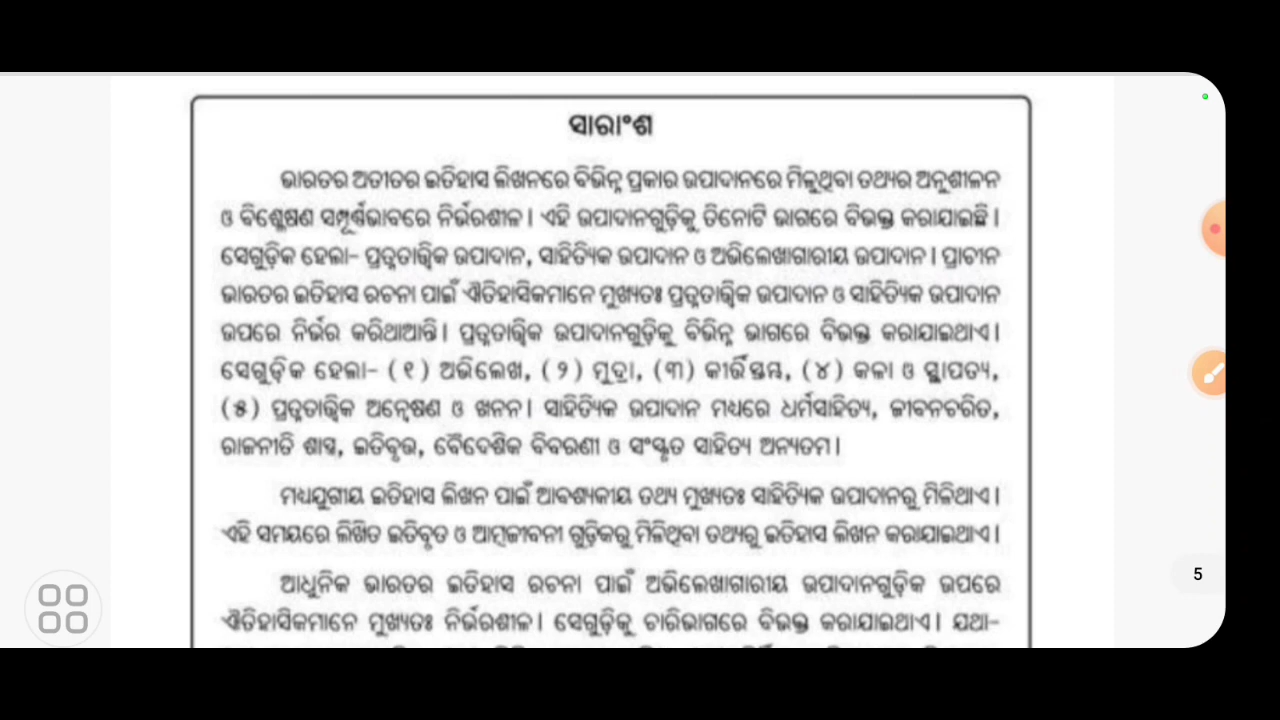 ସାରାଂଶ
ଭାରତର ଅତୀତର ଇତିହାସ ଲିଖନରେ ବିଭିନ୍ନ ପ୍ରକାର ଉପାଦାନରେ ମିଳୁଥିବା ତଥ୍ୟର ଅନୁଶୀଳନ
ଓ ବିଶ୍ଳେଷଣ ସମ୍ପୂର୍ଣ୍ଣଭାବରେ ନିର୍ଭରଶୀଳ। ଏହି ଉପାଦାନଗୁଡ଼ିକୁ ତିନୋଟି ଭାଗରେ ବିଭକ୍ତ କରାଯାଇଛି।
ସେଗୁଡ଼ିକ ହେଲା- ପ୍ରତ୍ନତାତ୍ତ୍ୱିକ ଉପାଦାନ, ସାହିତ୍ୟିକ ଉପାଦାନ ଓ ଅଭିଲେଖାଗାରୀୟ ଉପାଦାନ। ପ୍ରାଚୀନ
ଭାରତର ଇତିହାସ ରଚନା ପାଇଁ ଐତିହାସିକମାନେ ମୁଖ୍ୟତଃ ପ୍ରତ୍ନତାତ୍ତ୍ୱିକ ଉପାଦାନ ଓ ସାହିତ୍ୟିକ ଉପାଦାନ
ଉପରେ ନିର୍ଭର କରିଥାଆନ୍ତି। ପ୍ରତ୍ନତାତ୍ତ୍ୱିକ ଉପାଦାନଗୁଡ଼ିକୁ ବିଭିନ୍ନ ଭାଗରେ ବିଭକ୍ତ କରାଯାଇଥାଏ।
ସେଗୁଡ଼ିକ ହେଲା- (୧) ଅଭିଲେଖ, (୨) ମୁଦ୍ରା, (୩) କୀର୍ତ୍ତିସ୍ତମ୍ଭ, (୪) କଳା ଓ ସ୍ଥାପତ୍ୟ,
(୫) ପ୍ରତ୍ନତାତ୍ତ୍ୱିକ ଅନ୍ୱେଷଣ ଓ ଖନନ। ସାହିତ୍ୟିକ ଉପାଦାନ ମଧ୍ୟରେ ଧର୍ମସାହିତ୍ୟ, ଜୀବନଚରିତ,
ରାଜନୀତି ଶାସ୍ତ୍ର, ଇତିବୃତ୍ତ, ବୈଦେଶିକ ବିବରଣୀ ଓ ସଂସ୍କୃତ ସାହିତ୍ୟ ଅନ୍ୟତମ।
ମଧ୍ୟଯୁଗୀୟ ଇତିହାସ ଲିଖନ ପାଇଁ ଆବଶ୍ୟକୀୟ ତଥ୍ୟ ମୁଖ୍ୟତଃ ସାହିତ୍ୟିକ ଉପାଦାନରୁ ମିଳିଥାଏ।
ଏହି ସମୟରେ ଲିଖିତ ଇତିବୃତ ଓ ଆତ୍ମଜୀବନୀ ଗୁଡ଼ିକରୁ ମିଳିଥିବା ତଥ୍ୟରୁ ଇତିହାସ ଲିଖନ କରାଯାଇଥାଏ।
ଆଧୁନିକ ଭାରତର ଇତିହାସ ରଚନା ପାଇଁ ଅଭିଲେଖାଗାରୀୟ ଉପାଦାନଗୁଡ଼ିକ ଉପରେ
ଐତିହାସିକମାନେ ମୁଖ୍ୟତଃ ନିର୍ଭରଶୀଳ। ସେଗୁଡ଼ିକୁ ଚାରିଭାଗରେ ବିଭକ୍ତ କରାଯାଇଥାଏ। ଯଥା-
5